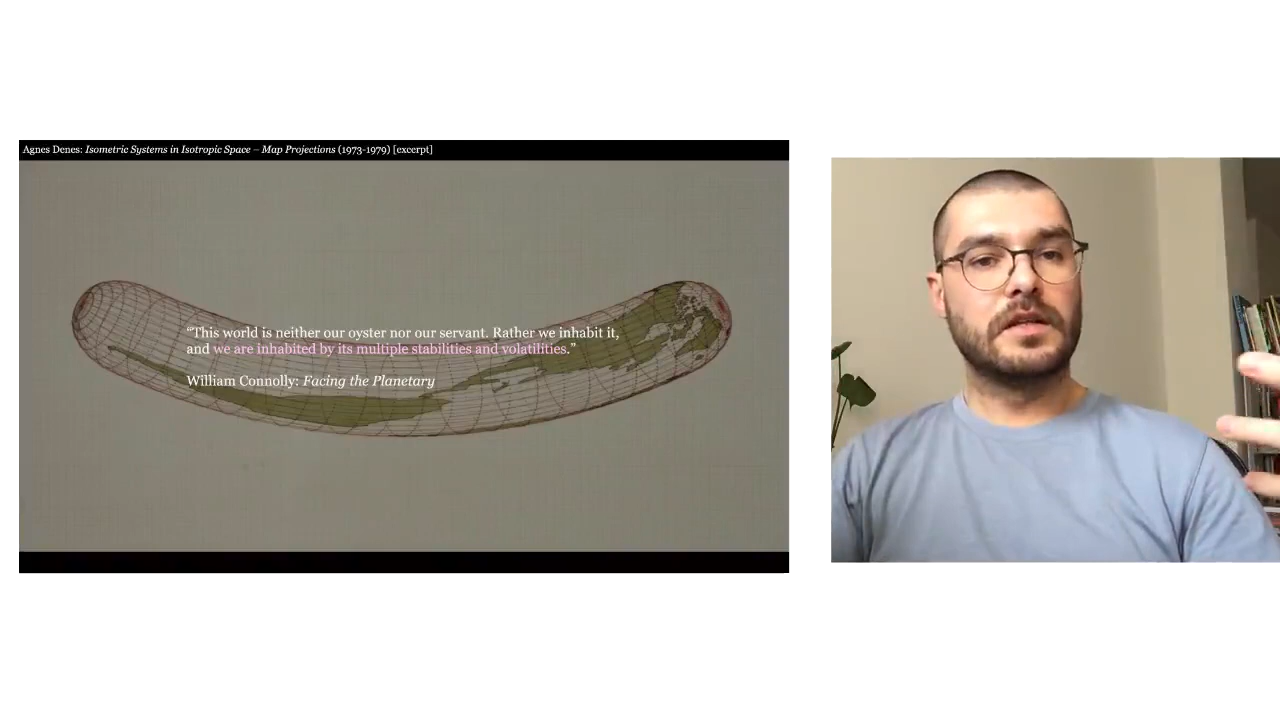 Agnes Denes: Isometric Systems in Isotropic Space – Map Projections (1973-1979) [excerpt]
“This world is neither our oyster nor our servant. Rather we inhabit it,
and we are inhabited by its multiple stabilities and volatilities.”
William Connolly: Facing the Planetary